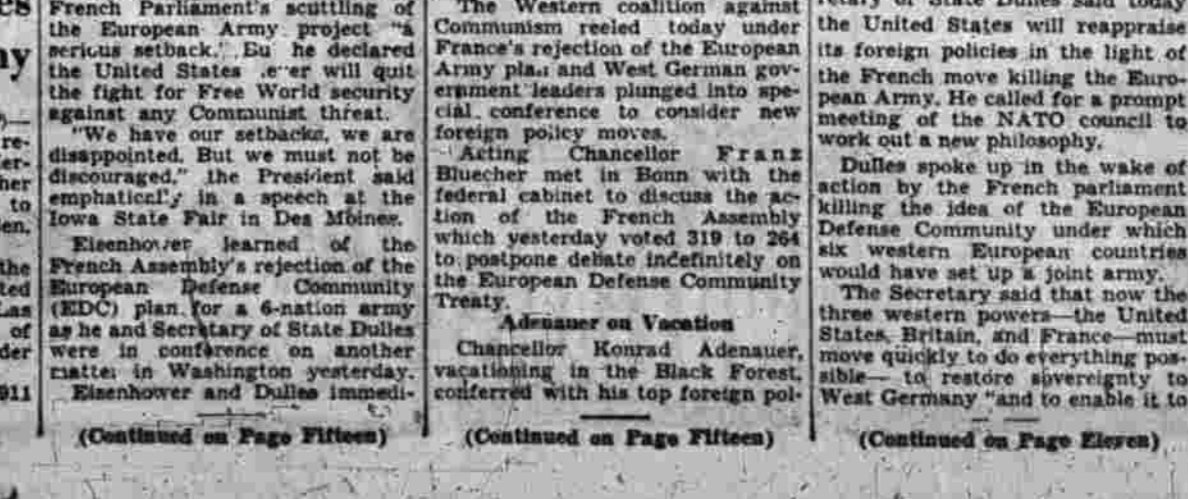 French Parliament's scuttling of
the European Army project "a
serious setback." he declared
the United States will quit
the fight for Free World security
against any Communist threat.
"We have our setbacks, we are
disappointed. But we must not be
discouraged," the President said
emphatically in a speech at the
Iowa State Fair in Des Moines.
Eisenhower learned of the
French Assembly's rejection of the
European Defense Community
(EDC) plan for a 6-nation army
as he and Secretary of State Dulles
were in conference on another
matter in Washington yesterday.
Eisenhower and Dulles immedi-
(Continued on Page Fifteen)
The Western coalition against
Communism reeled today under
France's rejection of the European
Army plan and West German gov-
ernment leaders plunged into spe-
cial conference to consider new
foreign policy moves.
Acting Chancellor Franz
Bluecher met in Bonn with the
federal cabinet to discuss the ac-
tion of the French Assembly
which yesterday voted 319 to 264
to postpone debate indefinitely on
the European Defense Community
Treaty.
Adenauer on Vacation
Chancellor Konrad Adenauer,
vacationing in the Black Forest,
conferred with his top foreign pol-
(Continued on Page Fifteen)
retary of State Dulles said today
the United States will reappraise
its foreign policies in the light of
the French move killing the Euro-
pean Army. He called for a prompt
meeting of the NATO council to
work out a new philosophy.
Dulles spoke up in the wake of
action by the French parliament
killing the idea of the European
Defense Community under which
six western European countries
would have set up a joint army.
The Secretary said that now the
three western powers—the United
States, Britain, and France—must
move quickly to do everything pos-
sible— to restore sovereignty to
West Germany "and to enable it to
(Continued on Page Eleven)